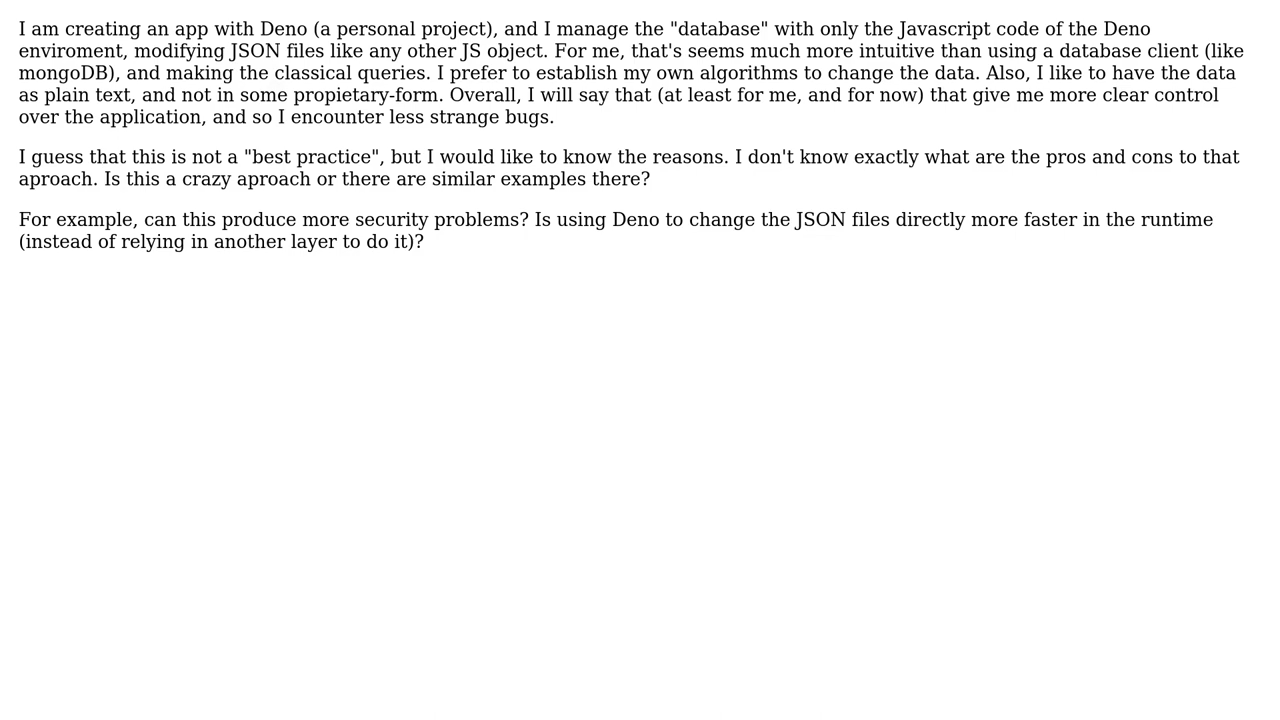 I am creating an app with Deno (a personal project), and I manage the "database" with only the Javascript code of the Deno
enviroment, modifying JSON files like any other JS object. For me, that's seems much more intuitive than using a database client (like
mongoDB), and making the classical queries. I prefer to establish my own algorithms to change the data. Also, I like to have the data
as plain text, and not in some propietary-form. Overall, I will say that (at least for me, and for now) that give me more clear control
over the application, and so I encounter less strange bugs.
I guess that this is not a "best practice", but I would like to know the reasons. I don't know exactly what are the pros and cons to that
aproach. Is this a crazy aproach or there are similar examples there?
For example, can this produce more security problems? Is using Deno to change the JSON files directly more faster in the runtime
(instead of relying in another layer to do it)?